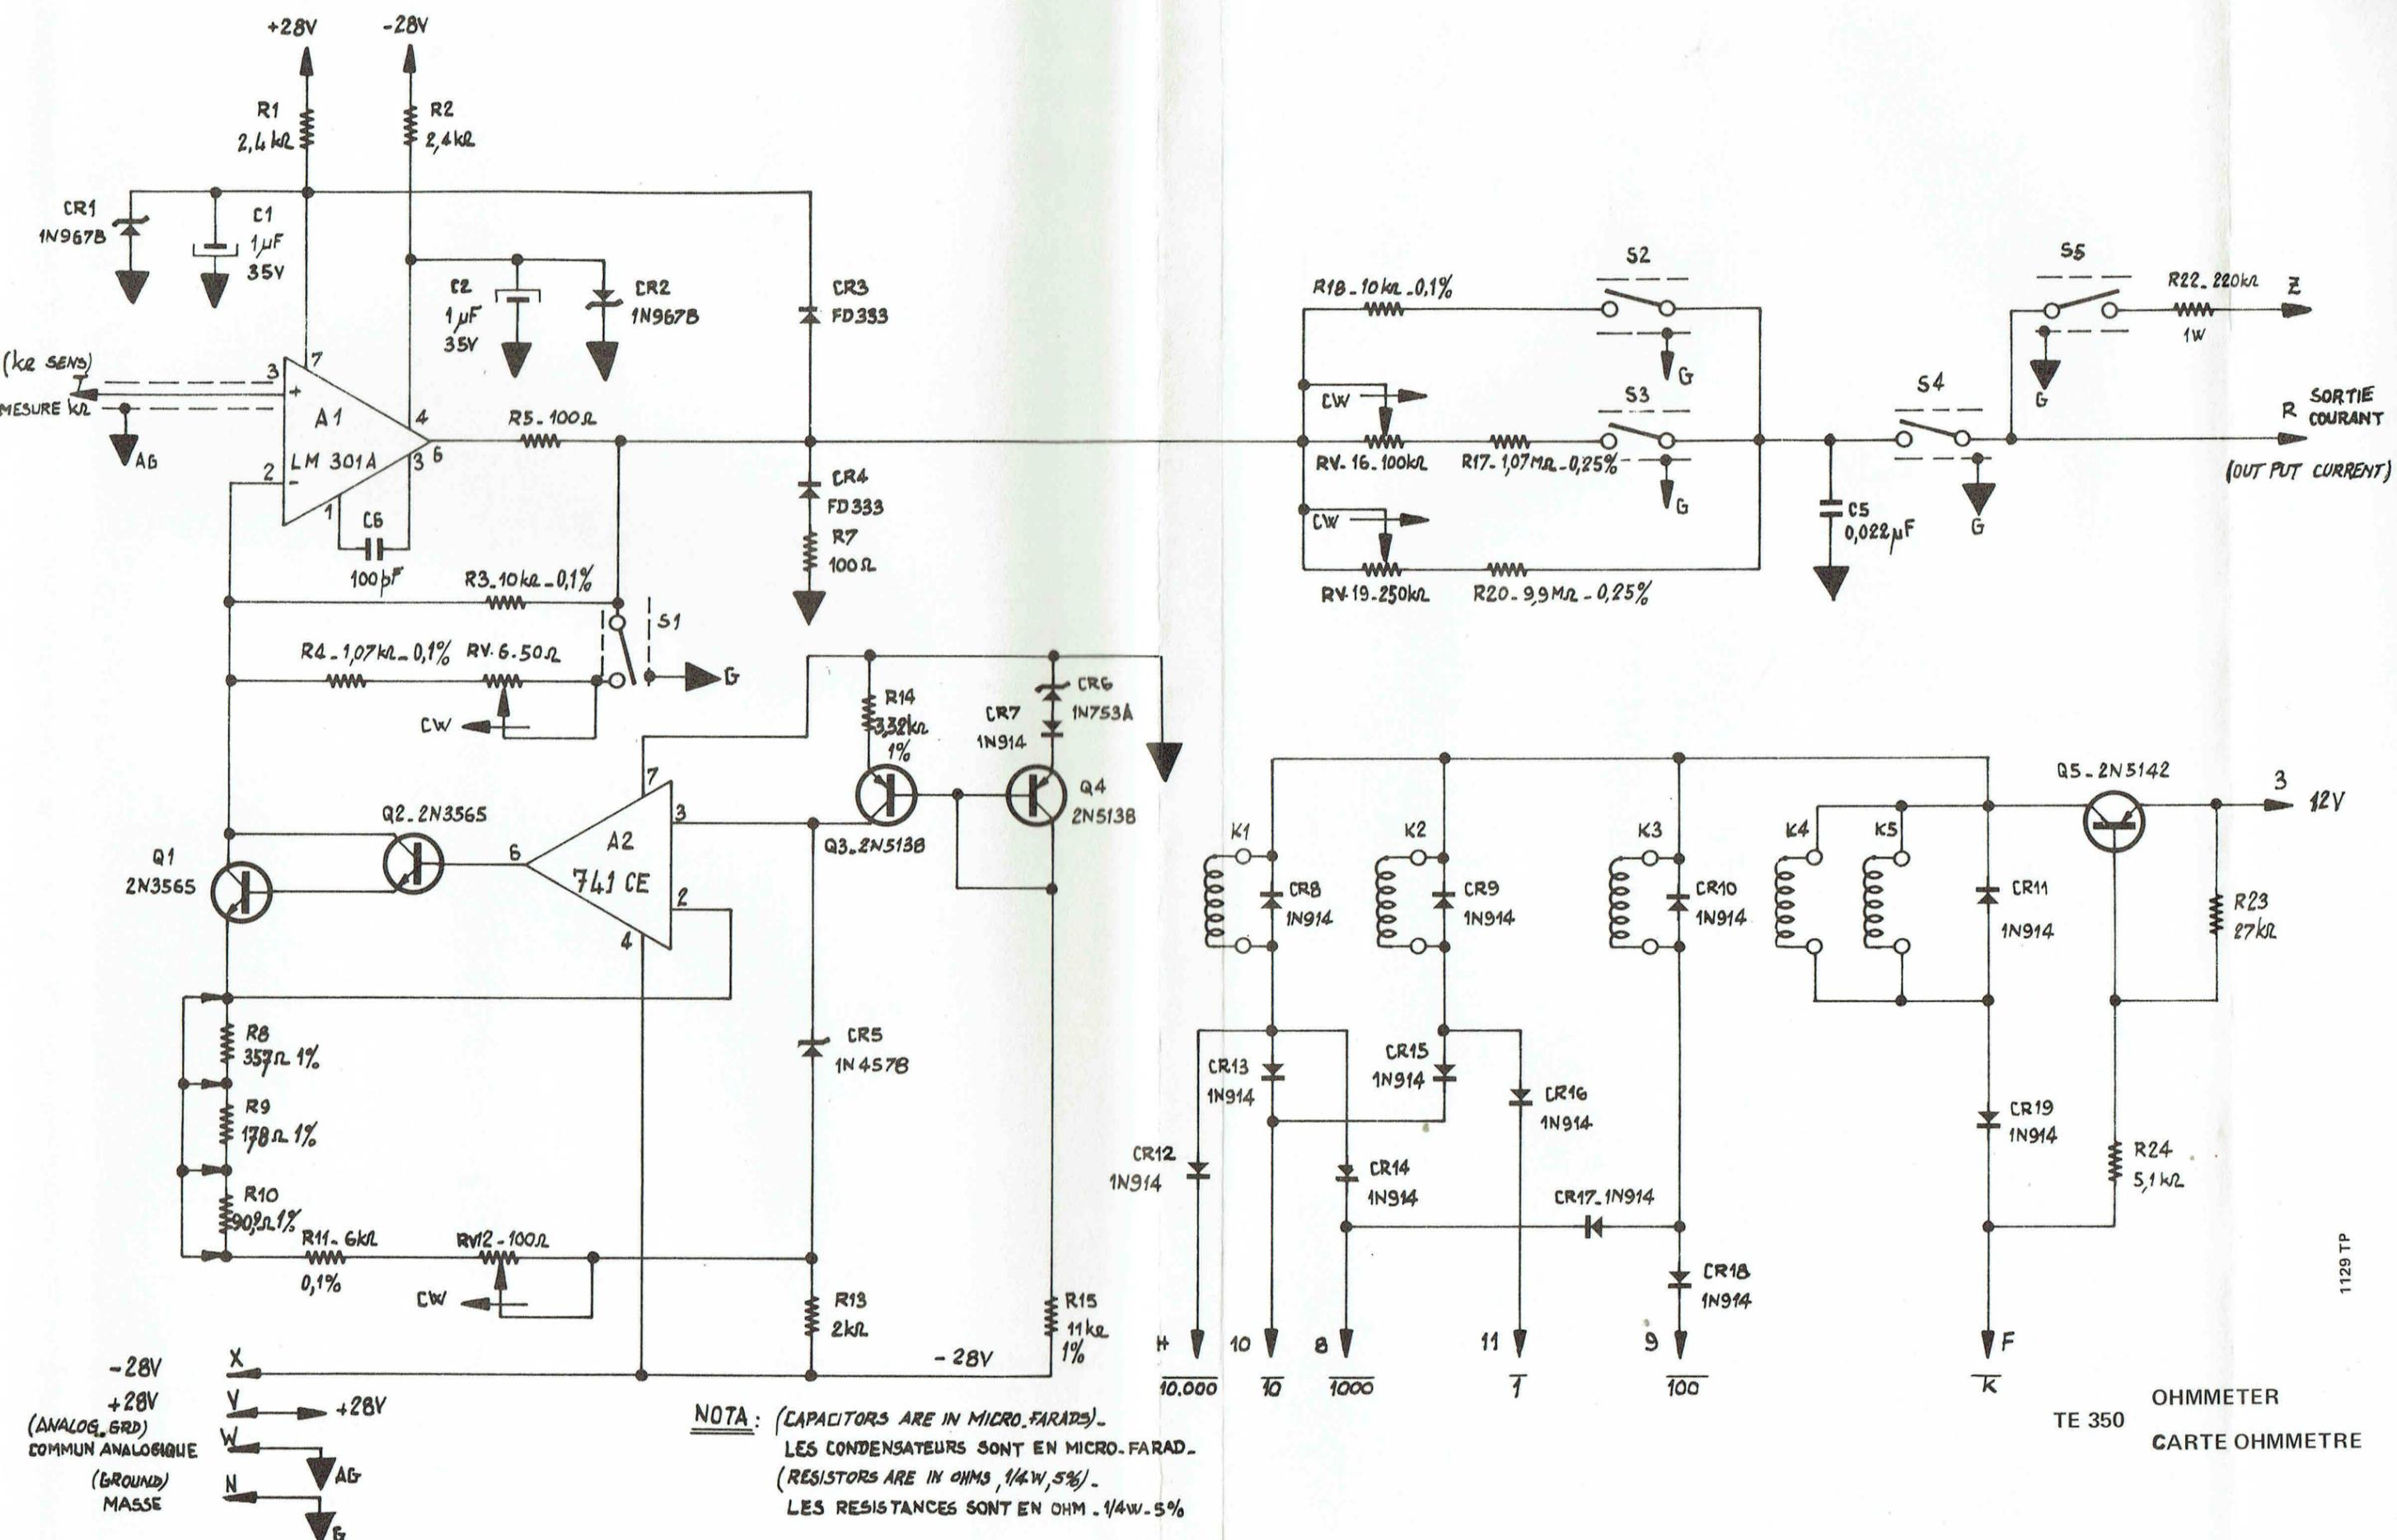 +28V
-28V
R1
2,4kΩ
R2
2,4kΩ
CR1
1N967B
C1
1µF
35V
C2
1µF
35V
CR2
1N967B
CR3
FD333
(kΩ SENS)
T
MESURE kΩ
AG
3
+
7
A1
LM 301A
4
3
6
2
-
1
C6
100pF
R5_100Ω
CR4
FD333
R7
100Ω
R3_10kΩ_0,1%
S1
G
R4_1,07kΩ_0,1%
RV.6.50Ω
CW
R18_10kΩ_0,1%
S2
G
CW
RV.16.100kΩ
R17_1,07MΩ_0,25%
S3
G
CW
RV.19.250kΩ
R20_9,9MΩ_0,25%
C5
0,022µF
S4
G
S5
G
R22_220kΩ
1W
Z
R
SORTIE
COURANT
(OUT PUT CURRENT)
R14
3,32kΩ
1%
CR7
1N914
CR6
1N753A
Q4
2N5138
Q3_2N5138
Q2_2N3565
Q1
2N3565
7
3
6
A2
741 CE
2
4
R8
357Ω 1%
R9
178Ω 1%
R10
90,9Ω1%
R11_6kΩ
0,1%
RV12_100Ω
CW
CR5
1N4578
R13
2kΩ
R15
11kΩ
1%
-28V
-28V
X
+28V
V
+28V
(ANALOG_GRD)
COMMUN ANALOGIQUE
W
AG
(GROUND)
MASSE
N
G
K1
CR8
1N914
K2
CR9
1N914
K3
CR10
1N914
K4
K5
CR11
1N914
Q5_2N5142
3
12V
R23
27kΩ
CR13
1N914
CR15
1N914
CR16
1N914
CR12
1N914
CR14
1N914
CR17_1N914
CR18
1N914
CR19
1N914
R24
5,1kΩ
H
10
8
11
9
F
10.000
10
1000
1
100
K
NOTA: (CAPACITORS ARE IN MICRO_FARADS)_
LES CONDENSATEURS SONT EN MICRO-FARAD_
(RESISTORS ARE IN OHMS, 1/4W, 5%)_
LES RESISTANCES SONT EN OHM - 1/4W-5%
1129 TP
OHMMETER
TE 350
CARTE OHMMETRE